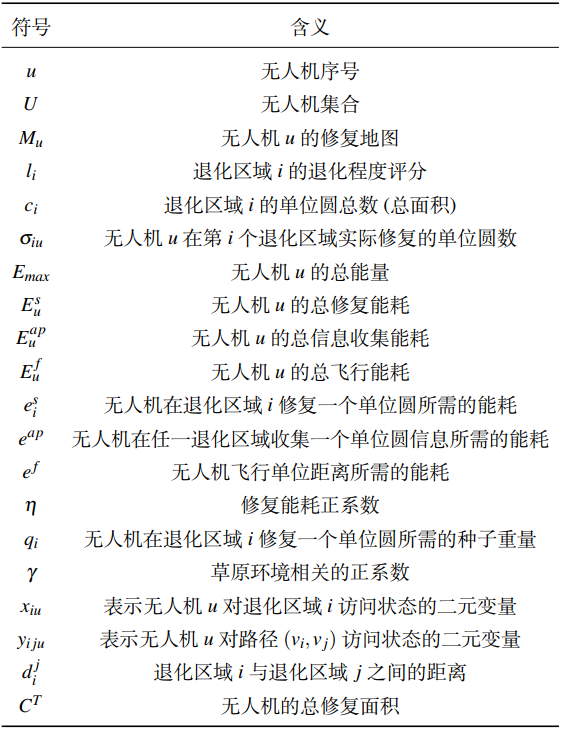 符号 含义
u 无人机序号
U 无人机集合
M_u 无人机 u 的修复地图
l_i 退化区域 i 的退化程度评分
c_i 退化区域 i 的单位圆总数 (总面积)
σ_{iu} 无人机 u 在第 i 个退化区域实际修复的单位圆数
E_{max} 无人机 u 的总能量
E_u^s 无人机 u 的总修复能耗
E_u^{ap} 无人机 u 的总信息收集能耗
E_u^f 无人机 u 的总飞行能耗
e_i^s 无人机在退化区域 i 修复一个单位圆所需的能耗
e^{ap} 无人机在任一退化区域收集一个单位圆信息所需的能耗
e^f 无人机飞行单位距离所需的能耗
η 修复能耗正系数
q_i 无人机在退化区域 i 修复一个单位圆所需的种子重量
γ 草原环境相关的正系数
x_{iu} 表示无人机 u 对退化区域 i 访问状态的二元变量
y_{iju} 表示无人机 u 对路径 (v_i, v_j) 访问状态的二元变量
d_i^j 退化区域 i 与退化区域 j 之间的距离
C^T 无人机的总修复面积